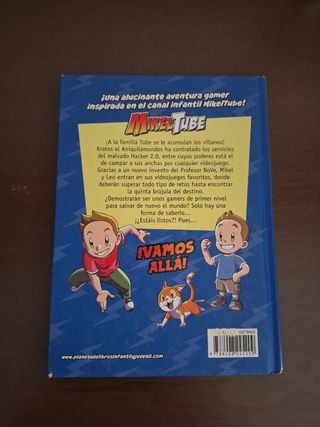 ¡Una alucinante aventura gamer
inspirada en el canal infantil MikelTube!
MIKELTUBE
¡A la familia Tube se le acumulan los villanos!
Kratos el Aniquilamundos ha contratado los servicios
del malvado Hacker 2.0, entre cuyos poderes está el
de campar a sus anchas por cualquier videojuego.
Gracias a un nuevo invento del Profesor NoVe, Mikel
y Leo entran en sus videojuegos favoritos, donde
deberán superar todo tipo de retos hasta encontrar
la quinta brújula del destino.
¿Demostrarán ser unos gamers de primer nivel
para salvar de nuevo el mundo? Solo hay una
forma de saberlo...
¡¿Estáis listos?! Pues...
¡VAMOS
ALLÁ!
www.planetadelibrosinfantilyjuvenil.com